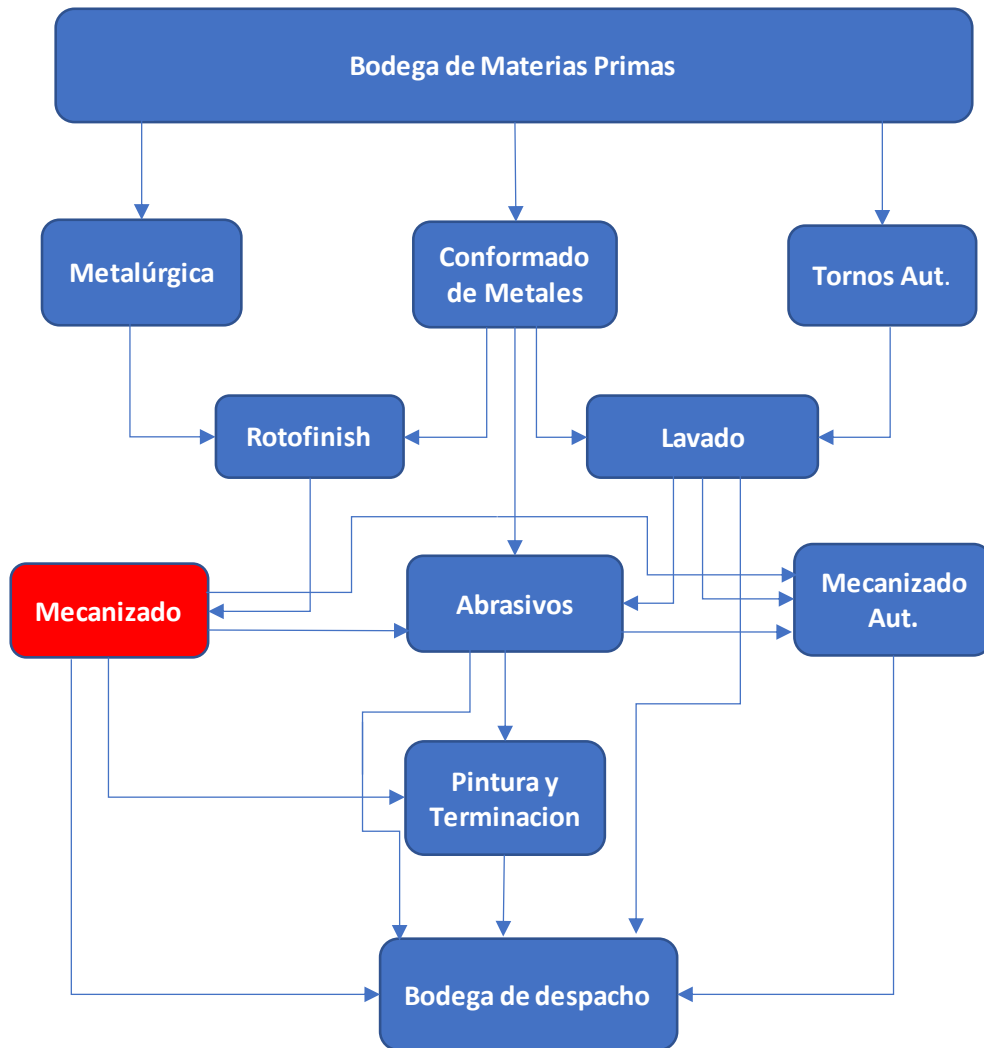 Bodega de Materias Primas
Metalúrgica
Conformado
de Metales
Tornos Aut.
Rotofinish
Lavado
Mecanizado
Abrasivos
Mecanizado
Aut.
Pintura y
Terminacion
Bodega de despacho